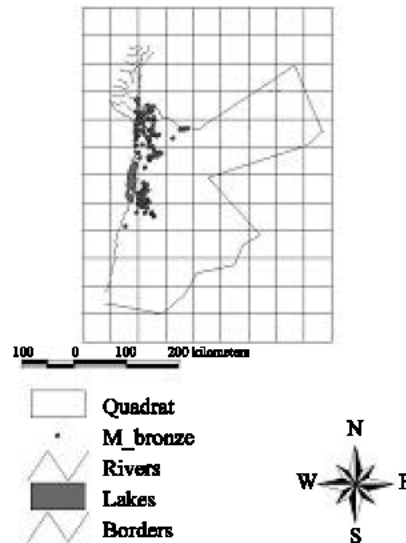 100 0 100 200 kilometers
Quadrat
M_bronze
Rivers
Lakes
Borders
N
W E
S